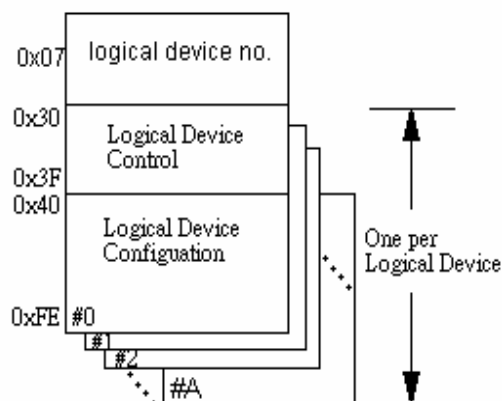 0x07
logical device no.
0x30
Logical Device
Control
0x3F
0x40
Logical Device
Configuation
One per
Logical Device
0xFE
#0
#1
#2
#A